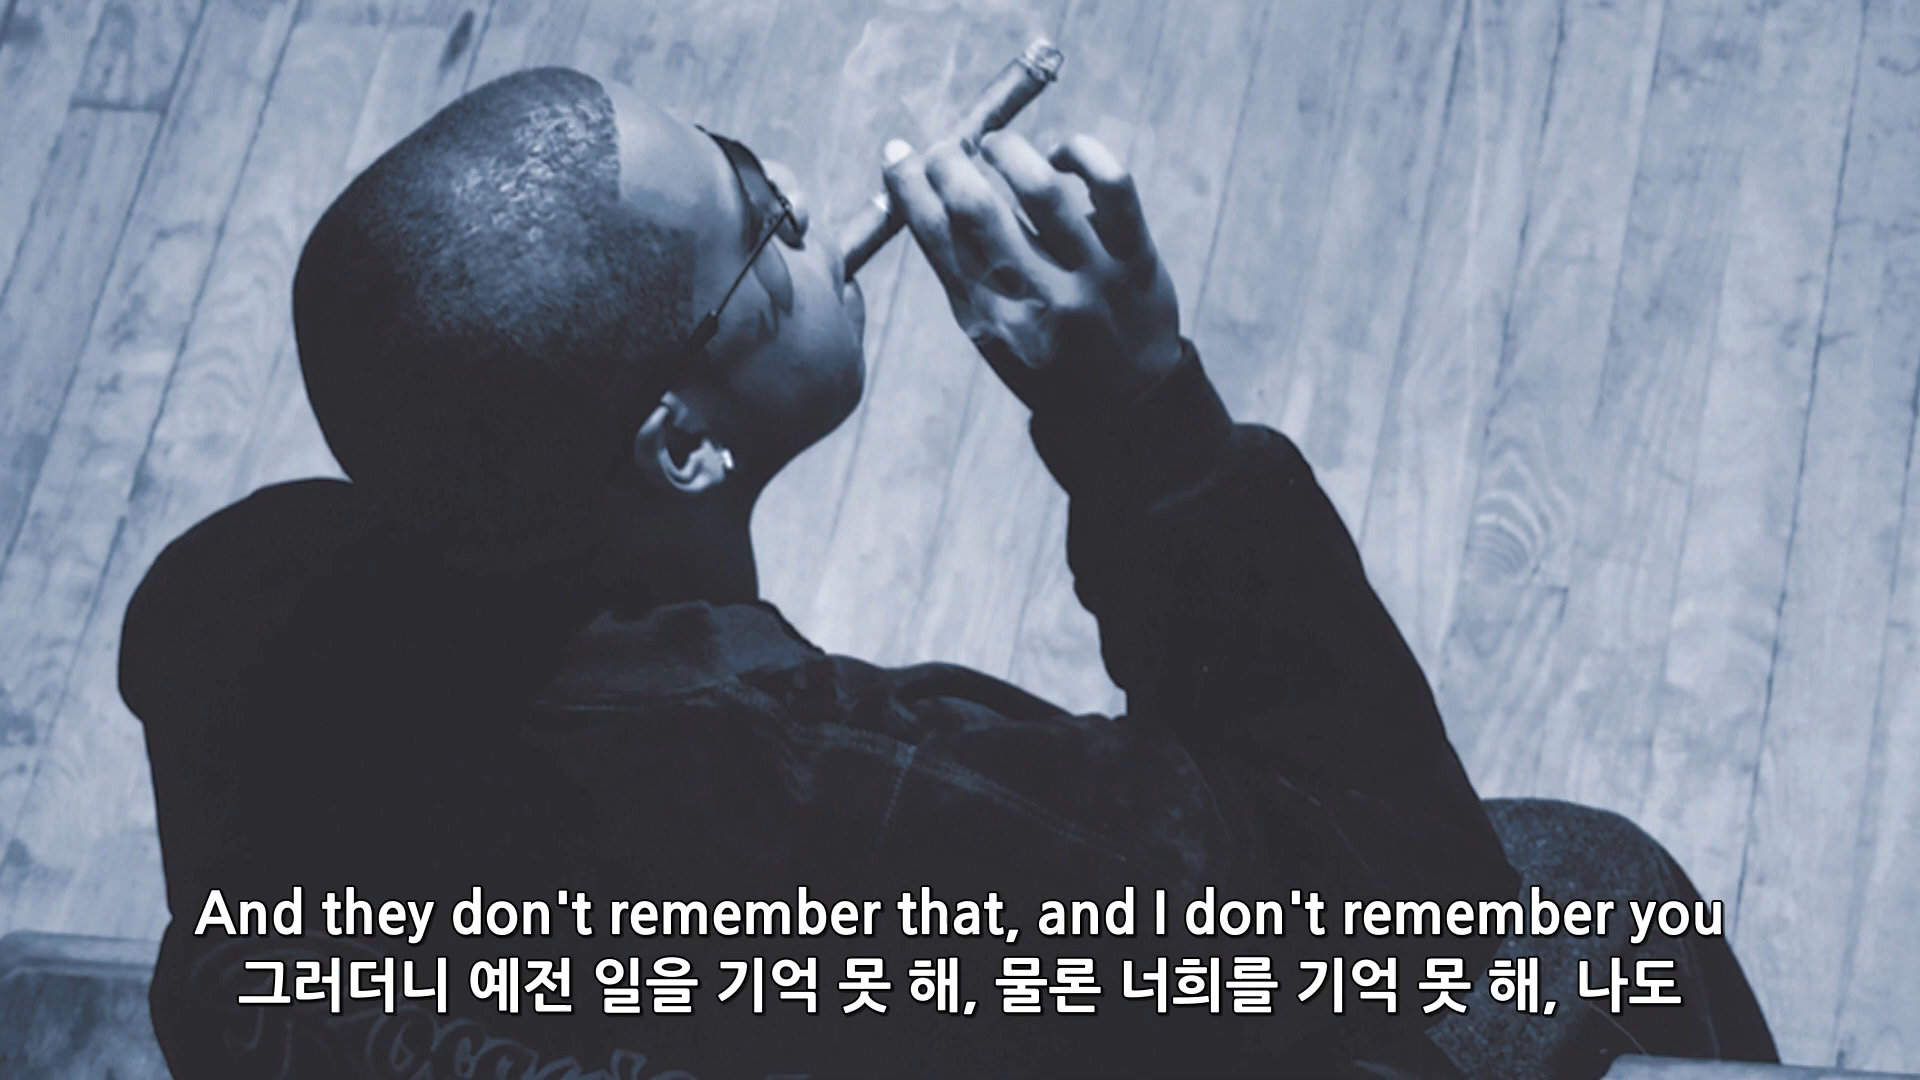 And they don't remember that, and I don't remember you
그러더니 예전 일을 기억 못 해, 물론 너희를 기억 못 해, 나도